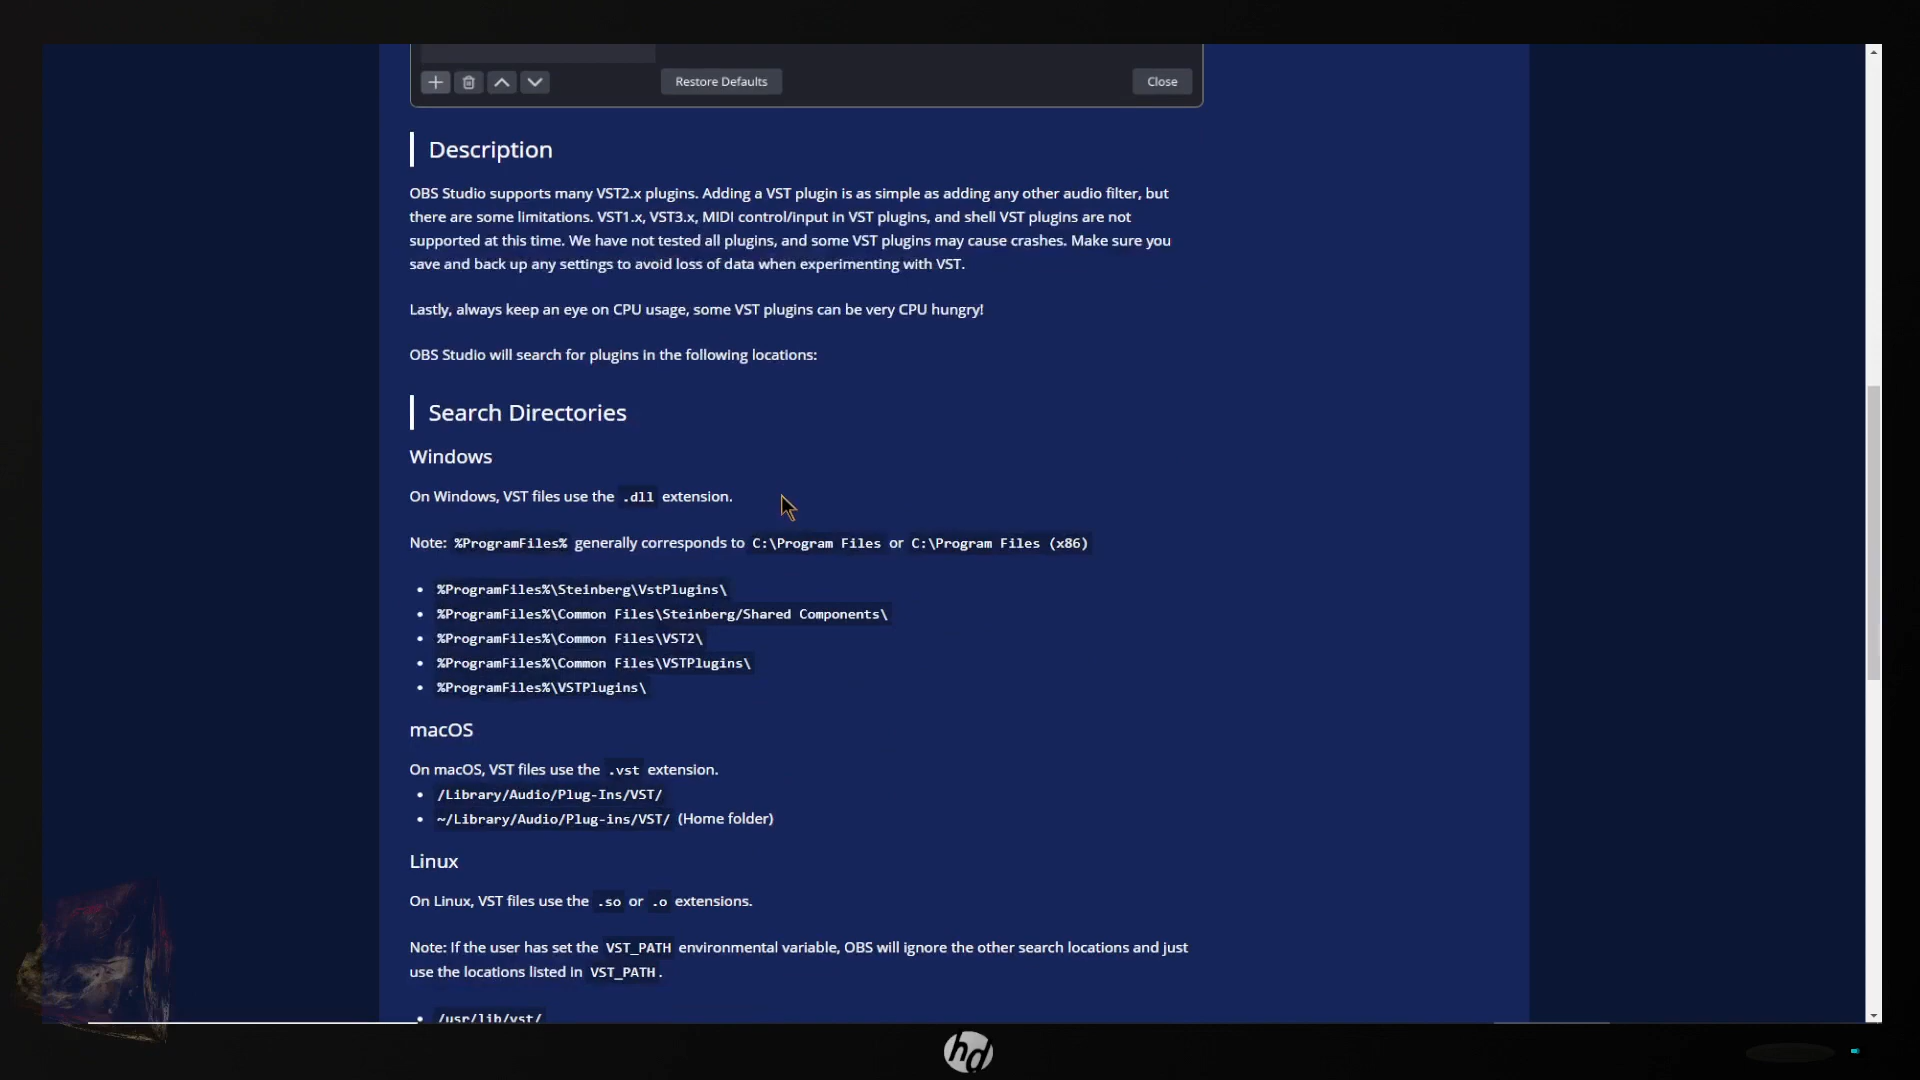 Restore Defaults
Close
Description
OBS Studio supports many VST2.x plugins. Adding a VST plugin is as simple as adding any other audio filter, but
there are some limitations. VST1.x, VST3.x, MIDI control/input in VST plugins, and shell VST plugins are not
supported at this time. We have not tested all plugins, and some VST plugins may cause crashes. Make sure you
save and back up any settings to avoid loss of data when experimenting with VST.
Lastly, always keep an eye on CPU usage, some VST plugins can be very CPU hungry!
OBS Studio will search for plugins in the following locations:
Search Directories
Windows
On Windows, VST files use the .dll extension.
Note: %ProgramFiles% generally corresponds to C:\Program Files or C:\Program Files (x86)
• %ProgramFiles%\Steinberg\VstPlugins\
• %ProgramFiles%\Common Files\Steinberg/Shared Components\
• %ProgramFiles%\Common Files\VST2\
• %ProgramFiles%\Common Files\VSTPlugins\
• %ProgramFiles%\VSTPlugins\
macOS
On macOS, VST files use the .vst extension.
• /Library/Audio/Plug-Ins/VST/
• ~/Library/Audio/Plug-ins/VST/ (Home folder)
Linux
On Linux, VST files use the .so or .o extensions.
Note: If the user has set the VST_PATH environmental variable, OBS will ignore the other search locations and just
use the locations listed in VST_PATH.
• /usr/lib/vst/
hd